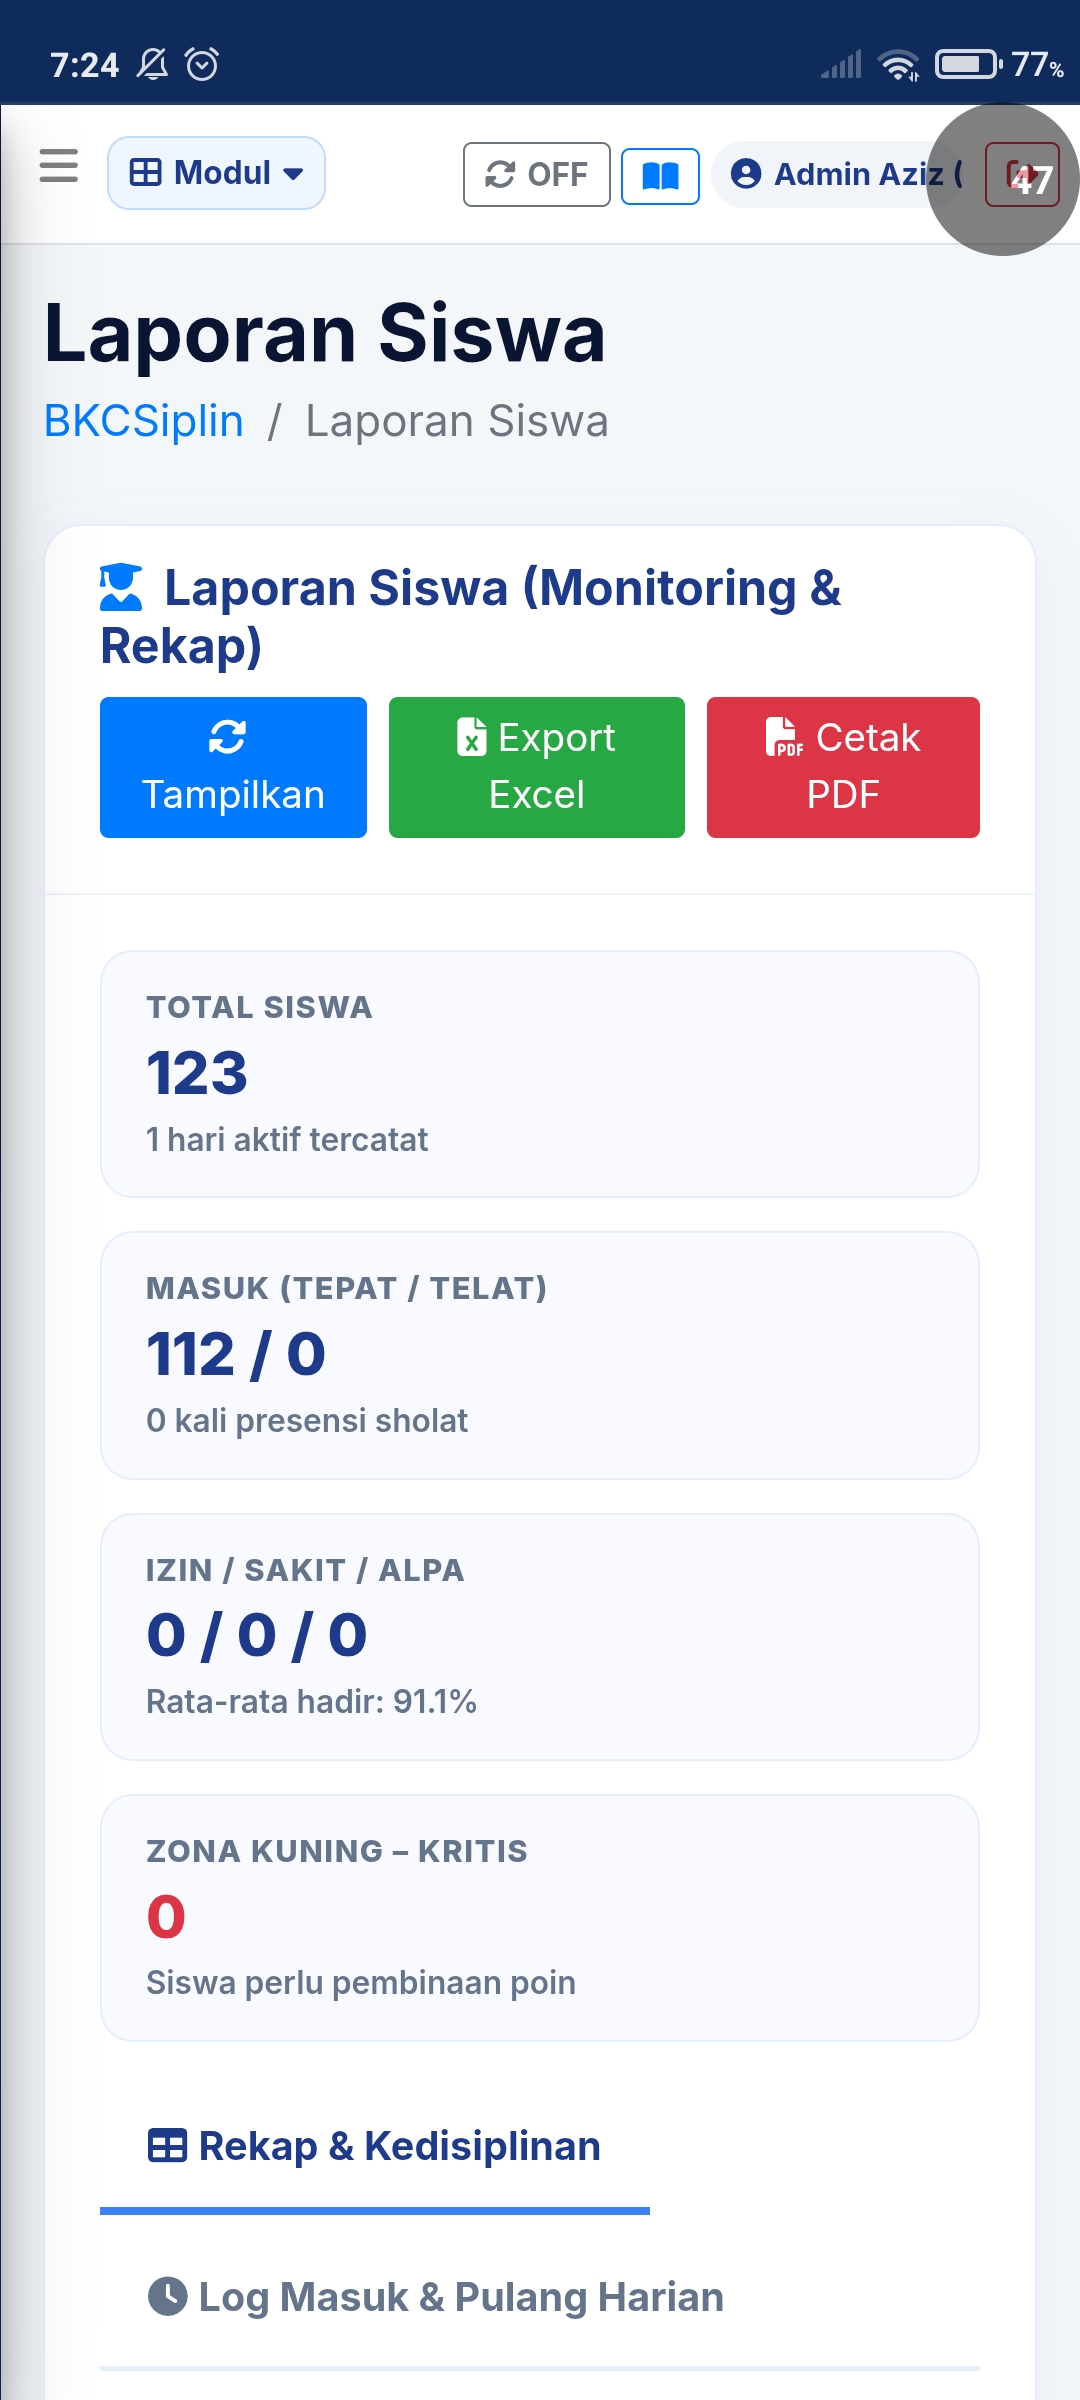 7:24
77%
Modul
OFF
Admin Aziz (
47
Laporan Siswa
BKCSiplin / Laporan Siswa
Laporan Siswa (Monitoring &
Rekap)
Tampilkan
Export
Excel
PDF Cetak
PDF
TOTAL SISWA
123
1 hari aktif tercatat
MASUK (TEPAT / TELAT)
112 / 0
0 kali presensi sholat
IZIN / SAKIT / ALPA
0 / 0 / 0
Rata-rata hadir: 91.1%
ZONA KUNING – KRITIS
0
Siswa perlu pembinaan poin
Rekap & Kedisiplinan
Log Masuk & Pulang Harian